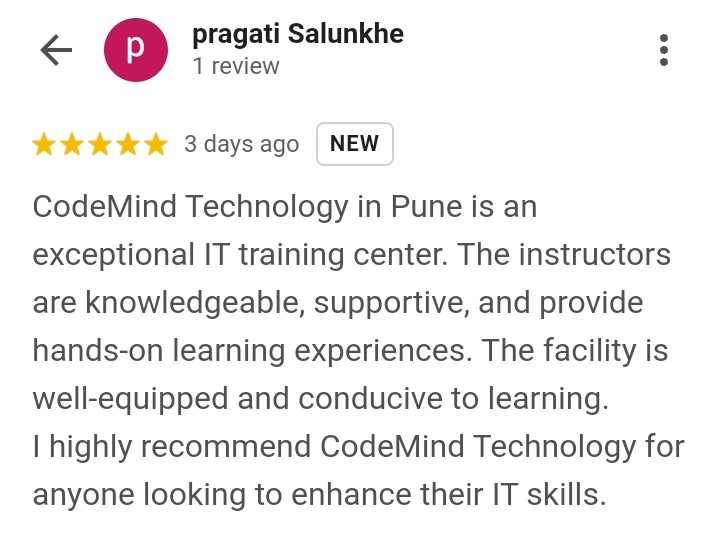 pragati Salunkhe
p
1 review
3 days ago NEW
CodeMind Technology in Pune is an
exceptional IT training center. The instructors
are knowledgeable, supportive, and provide
hands-on learning experiences. The facility is
well-equipped and conducive to learning.
I highly recommend CodeMind Technology for
anyone looking to enhance their IT skills.